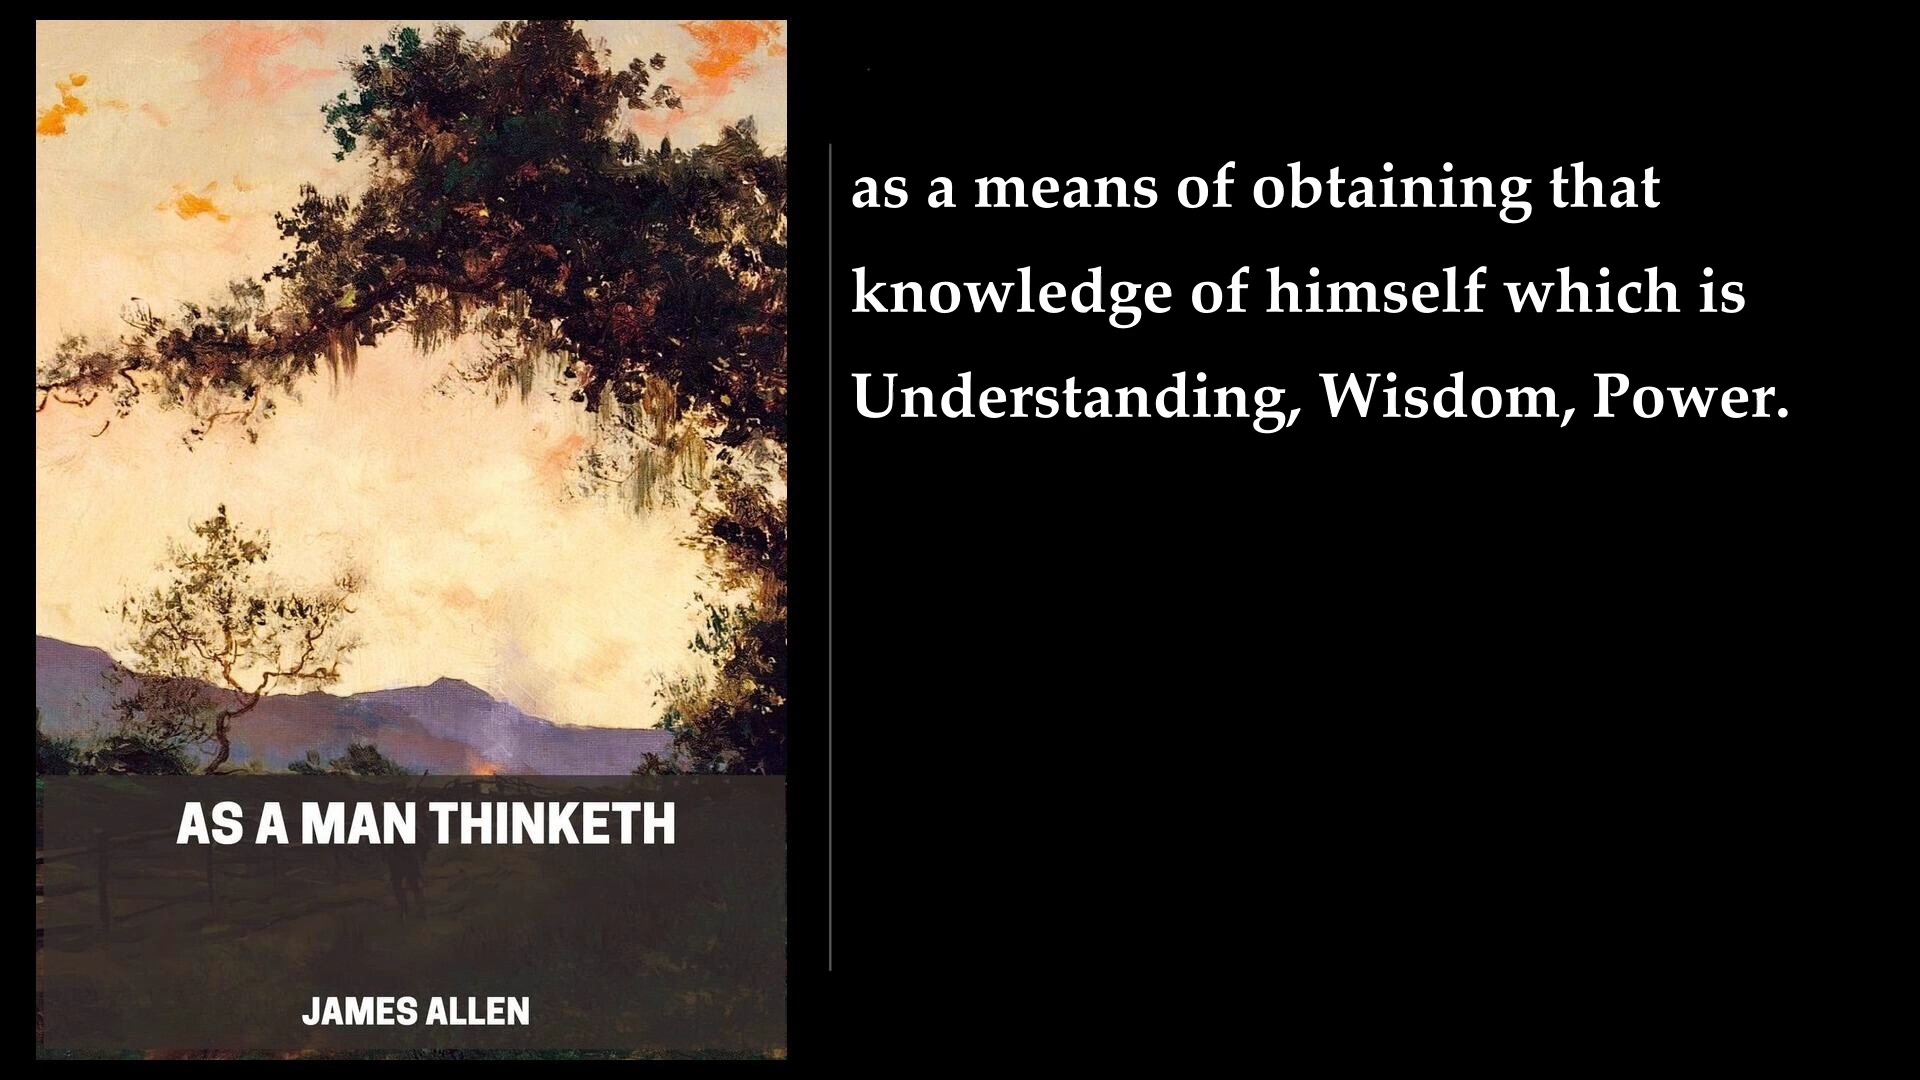 AS A MAN THINKETH
JAMES ALLEN
as a means of obtaining that
knowledge of himself which is
Understanding, Wisdom, Power.